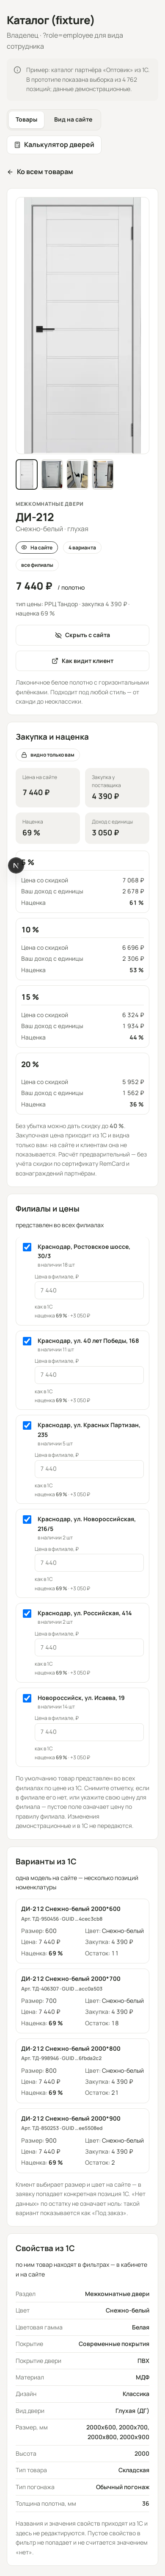 Каталог (fixture)
Владелец · ?role=employee для вида
сотрудника
Пример: каталог партнёра «Оптовик» из 1С.
В прототипе показана выборка из 4 762
позиций; данные демонстрационные.
Товары
Вид на сайте
Калькулятор дверей
Ко всем товарам
МЕЖКОМНАТНЫЕ ДВЕРИ
ДИ-212
Снежно-белый · глухая
На сайте
4 варианта
все филиалы
7 440 ₽ / полотно
тип цены: РРЦ Тандор · закупка 4 390 ₽ ·
наценка 69 %
Скрыть с сайта
Как видит клиент
Лаконичное белое полотно с горизонтальными
филёнками. Подходит под любой стиль — от
сканди до неоклассики.
Закупка и наценка
видно только вам
Цена на сайте
7 440 ₽
Закупка у
поставщика
4 390 ₽
Наценка
69 %
Доход с единицы
3 050 ₽
%
Цена со скидкой
7 068 ₽
Ваш доход с единицы
2 678 ₽
Наценка
61 %
10 %
Цена со скидкой
6 696 ₽
Ваш доход с единицы
2 306 ₽
Наценка
53 %
15 %
Цена со скидкой
6 324 ₽
Ваш доход с единицы
1 934 ₽
Наценка
44 %
20 %
Цена со скидкой
5 952 ₽
Ваш доход с единицы
1 562 ₽
Наценка
36 %
Без убытка можно дать скидку до 40 %.
Закупочная цена приходит из 1С и видна
только вам: на сайте и клиентам она не
показывается. Расчёт предварительный — без
учёта скидки по сертификату RemCard и
вознаграждений партнёрам.
Филиалы и цены
представлен во всех филиалах
Краснодар, Ростовское шоссе,
30/3
в наличии 18 шт
Цена в филиале, ₽
7 440
как в 1С
наценка 69 % · +3 050 ₽
Краснодар, ул. 40 лет Победы, 168
в наличии 11 шт
Цена в филиале, ₽
7 440
как в 1С
наценка 69 % · +3 050 ₽
Краснодар, ул. Красных Партизан,
235
в наличии 5 шт
Цена в филиале, ₽
7 440
как в 1С
наценка 69 % · +3 050 ₽
Краснодар, ул. Новороссийская,
216/5
в наличии 2 шт
Цена в филиале, ₽
7 440
как в 1С
наценка 69 % · +3 050 ₽
Краснодар, ул. Российская, 414
в наличии 2 шт
Цена в филиале, ₽
7 440
как в 1С
наценка 69 % · +3 050 ₽
Новороссийск, ул. Исаева, 19
в наличии 14 шт
Цена в филиале, ₽
7 440
как в 1С
наценка 69 % · +3 050 ₽
По умолчанию товар представлен во всех
филиалах по цене из 1С. Снимите отметку, если
в филиале его нет, или укажите свою цену для
филиала — пустое поле означает цену по
правилу филиала. Изменения
демонстрационные и в 1С не передаются.
Варианты из 1С
одна модель на сайте — несколько позиций
номенклатуры
ДИ-212 Снежно-белый 2000*600
Размер: 600
Цвет: Снежно-белый
Цена: 7 440 ₽
Закупка: 4 390 ₽
Наценка: 69 %
Остаток: 11
ДИ-212 Снежно-белый 2000*700
Размер: 700
Цвет: Снежно-белый
Цена: 7 440 ₽
Закупка: 4 390 ₽
Наценка: 69 %
Остаток: 18
ДИ-212 Снежно-белый 2000*800
Размер: 800
Цвет: Снежно-белый
Цена: 7 440 ₽
Закупка: 4 390 ₽
Наценка: 69 %
Остаток: 21
ДИ-212 Снежно-белый 2000*900
Размер: 900
Цвет: Снежно-белый
Цена: 7 440 ₽
Закупка: 4 390 ₽
Наценка: 69 %
Остаток: 2
Клиент выбирает размер и цвет на сайте — в
заявку попадает конкретная позиция 1С. «Нет
данных» по остатку не означает ноль: такой
вариант показывается как «Под заказ».
Свойства из 1С
по ним товар находят в фильтрах — в кабинете
и на сайте
Раздел
Межкомнатные двери
Цвет
Снежно-белый
Цветовая гамма
Белая
Покрытие
Современные покрытия
Покрытие двери
ПВХ
Материал
МДФ
Дизайн
Классика
Вид двери
Глухая (ДГ)
Размер, мм
2000х600, 2000х700,
2000х800, 2000х900
Высота
2000
Тип товара
Складская
Тип погонажа
Обычный погонаж
Толщина полотна, мм
36
Названия и значения свойств приходят из 1С и
здесь не редактируются. Пустое свойство в
фильтр не попадает и не считается значением
«нет».